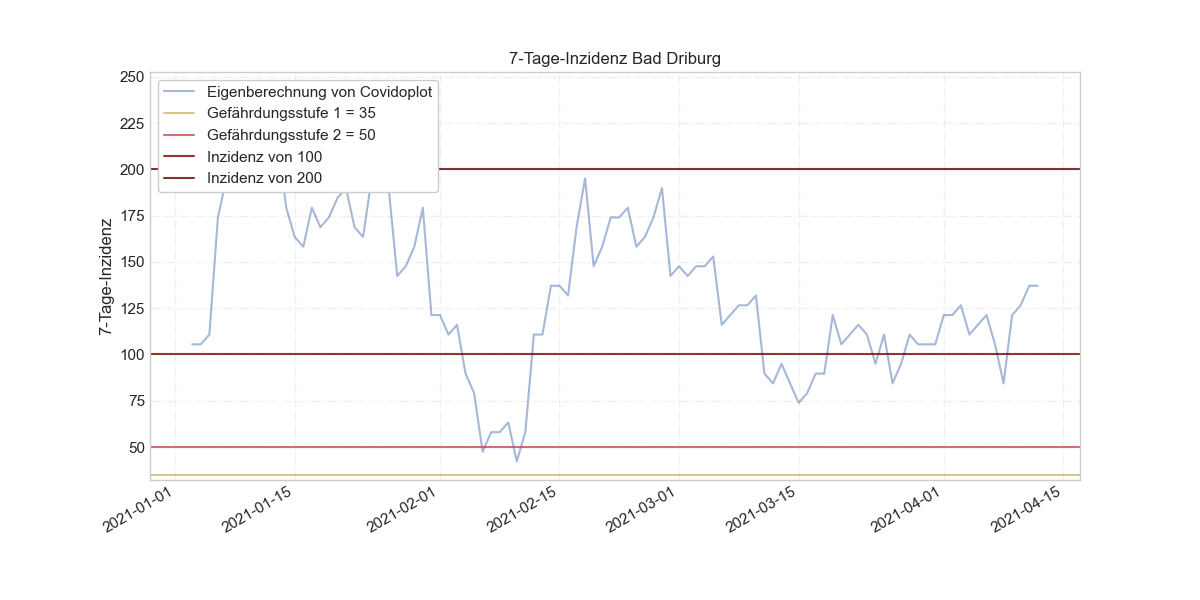 7-Tage-Inzidenz Bad Driburg
Eigenberechnung von Covidoplot
Gefährdungsstufe 1 = 35
Gefährdungsstufe 2 = 50
Inzidenz von 100
Inzidenz von 200
7-Tage-Inzidenz
250
225
200
175
150
125
100
75
50
2021-01-01
2021-01-15
2021-02-01
2021-02-15
2021-03-01
2021-03-15
2021-04-01
2021-04-15